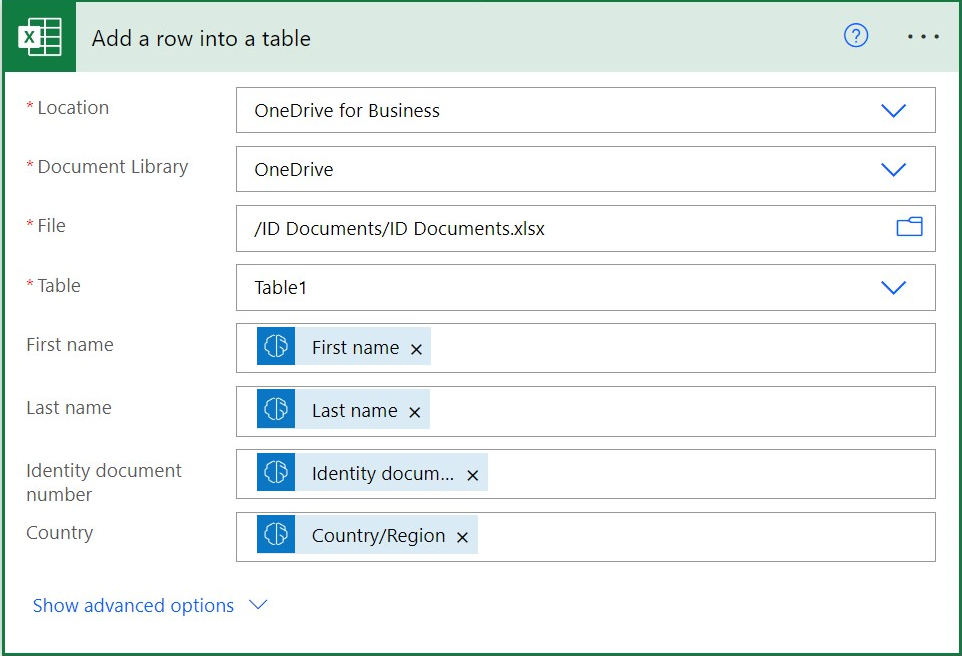 Add a row into a table
* Location
OneDrive for Business
* Document Library
OneDrive
* File
/ID Documents/ID Documents.xlsx
* Table
Table1
First name
First name ×
Last name
Last name ×
Identity document
number
Identity docum... ×
Country
Country/Region ×
Show advanced options